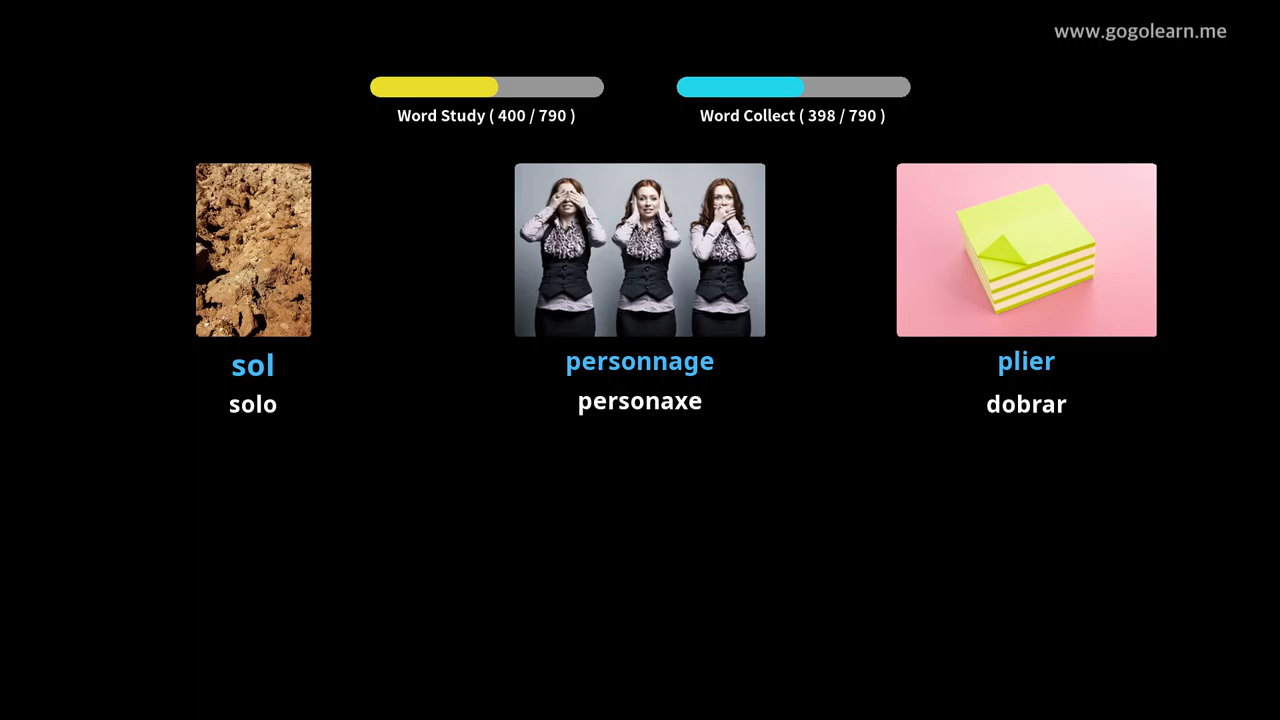 www.gogolearn.me
Word Study ( 400 / 790 )
Word Collect ( 398 / 790 )
sol
solo
personnage
personaxe
plier
dobrar